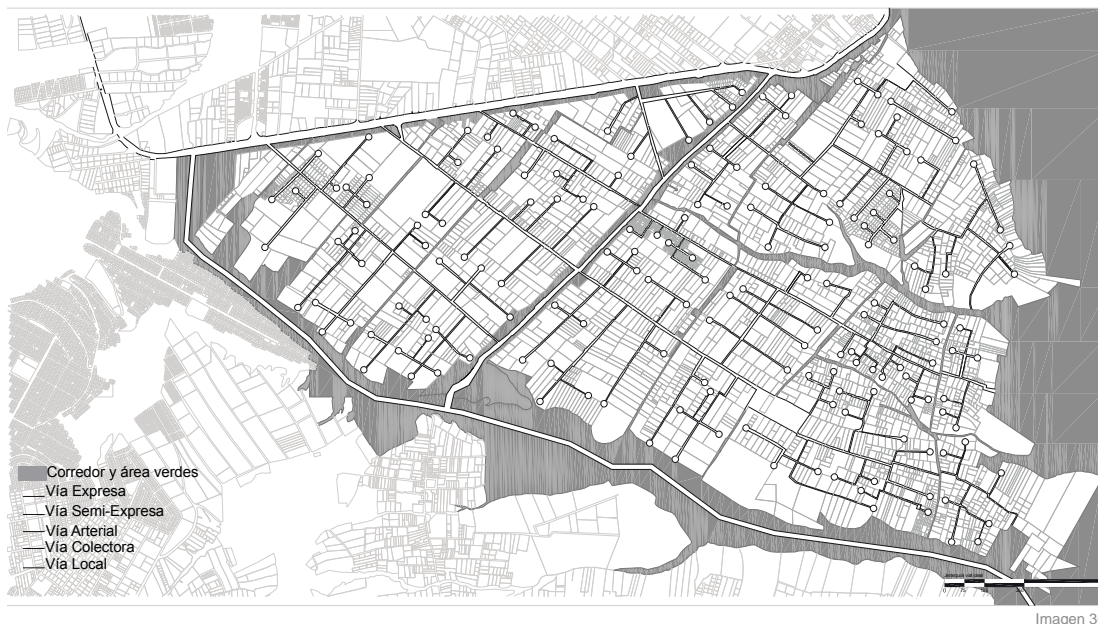 Corredor y área verdes
Vía Expresa
Vía Semi-Expresa
Vía Arterial
Vía Colectora
Vía Local
Imagen 3